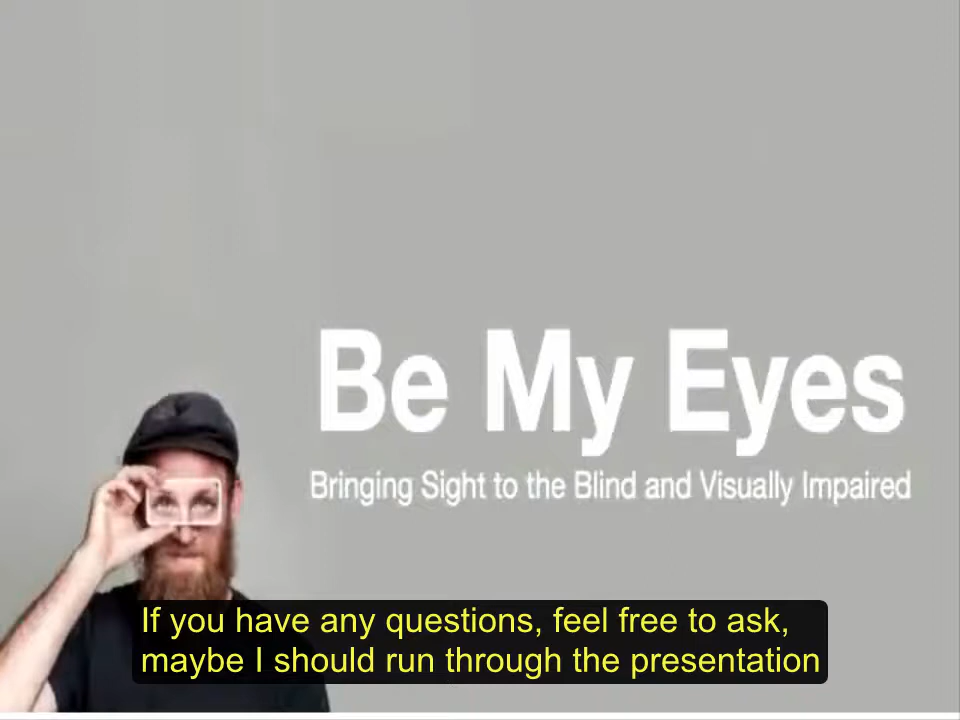 Be My Eyes
Bringing Sight to the Blind and Visually Impaired
If you have any questions, feel free to ask,
maybe I should run through the presentation